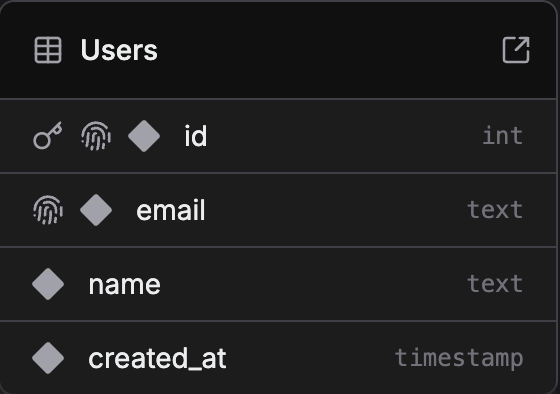 Users
id int
email text
name text
created_at timestamp